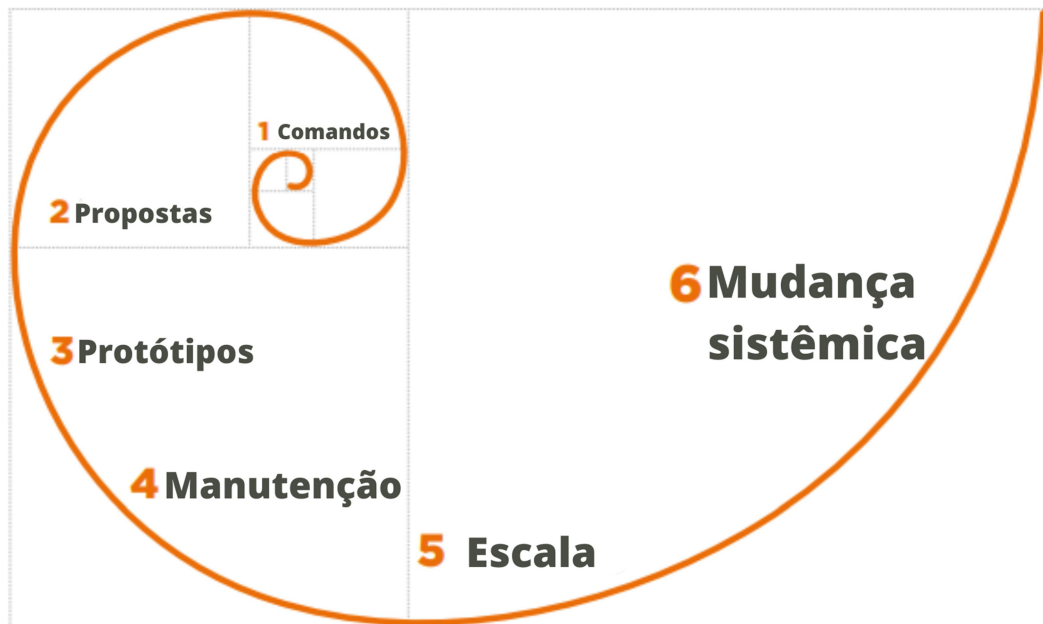 1 Comandos
2 Propostas
3 Protótipos
4 Manutenção
5 Escala
6 Mudança
sistêmica